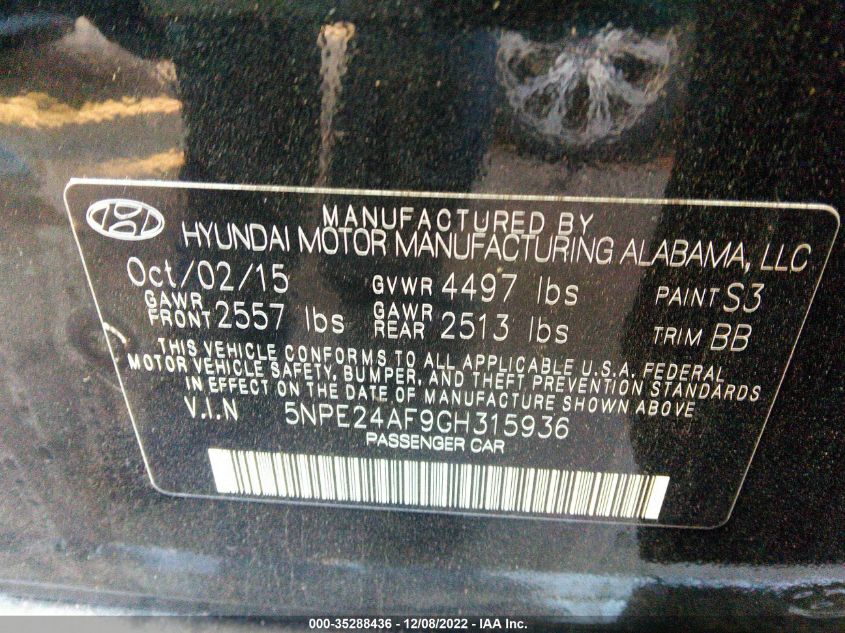 MANUFACTURED BY
HYUNDAI MOTOR MANUFACTURING ALABAMA, LLC
Oct/02/15 GVWR 4497 lbs PAINT S3
GAWR FRONT 2557 lbs GAWR REAR 2513 lbs TRIM BB
THIS VEHICLE CONFORMS TO ALL APPLICABLE U.S.A. FEDERAL
MOTOR VEHICLE SAFETY, BUMPER, AND THEFT PREVENTION STANDARDS
IN EFFECT ON THE DATE OF MANUFACTURE SHOWN ABOVE
V.I.N 5NPE24AF9GH315936
PASSENGER CAR
000-35288436 - 12/08/2022 - IAA Inc.